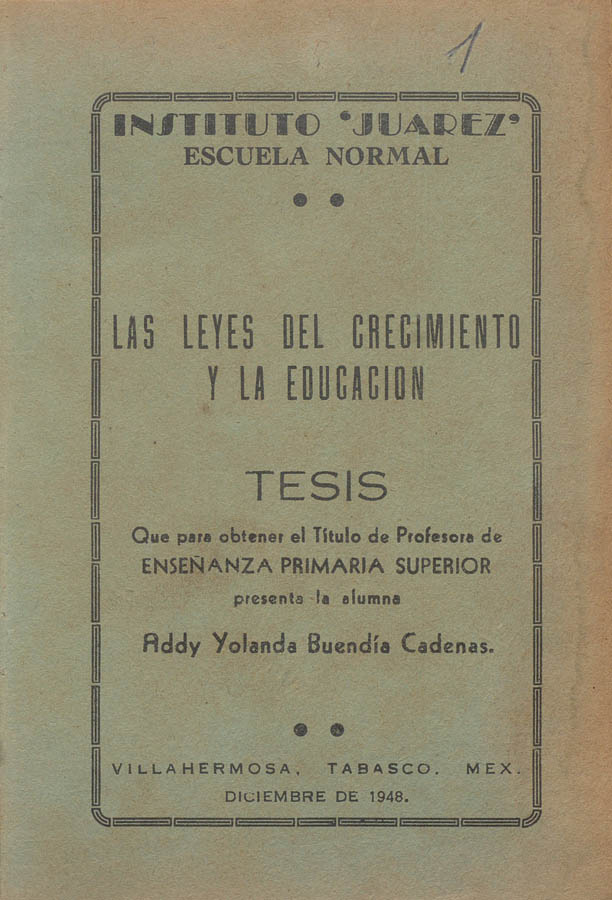 1
INSTITUTO "JUAREZ"
ESCUELA NORMAL
LAS LEYES DEL CRECIMIENTO
Y LA EDUCACION
TESIS
Que para obtener el Título de Profesora de
ENSEÑANZA PRIMARIA SUPERIOR
presenta la alumna
Addy Yolanda Buendía Cadenas.
VILLAHERMOSA, TABASCO, MEX.
DICIEMBRE DE 1948.